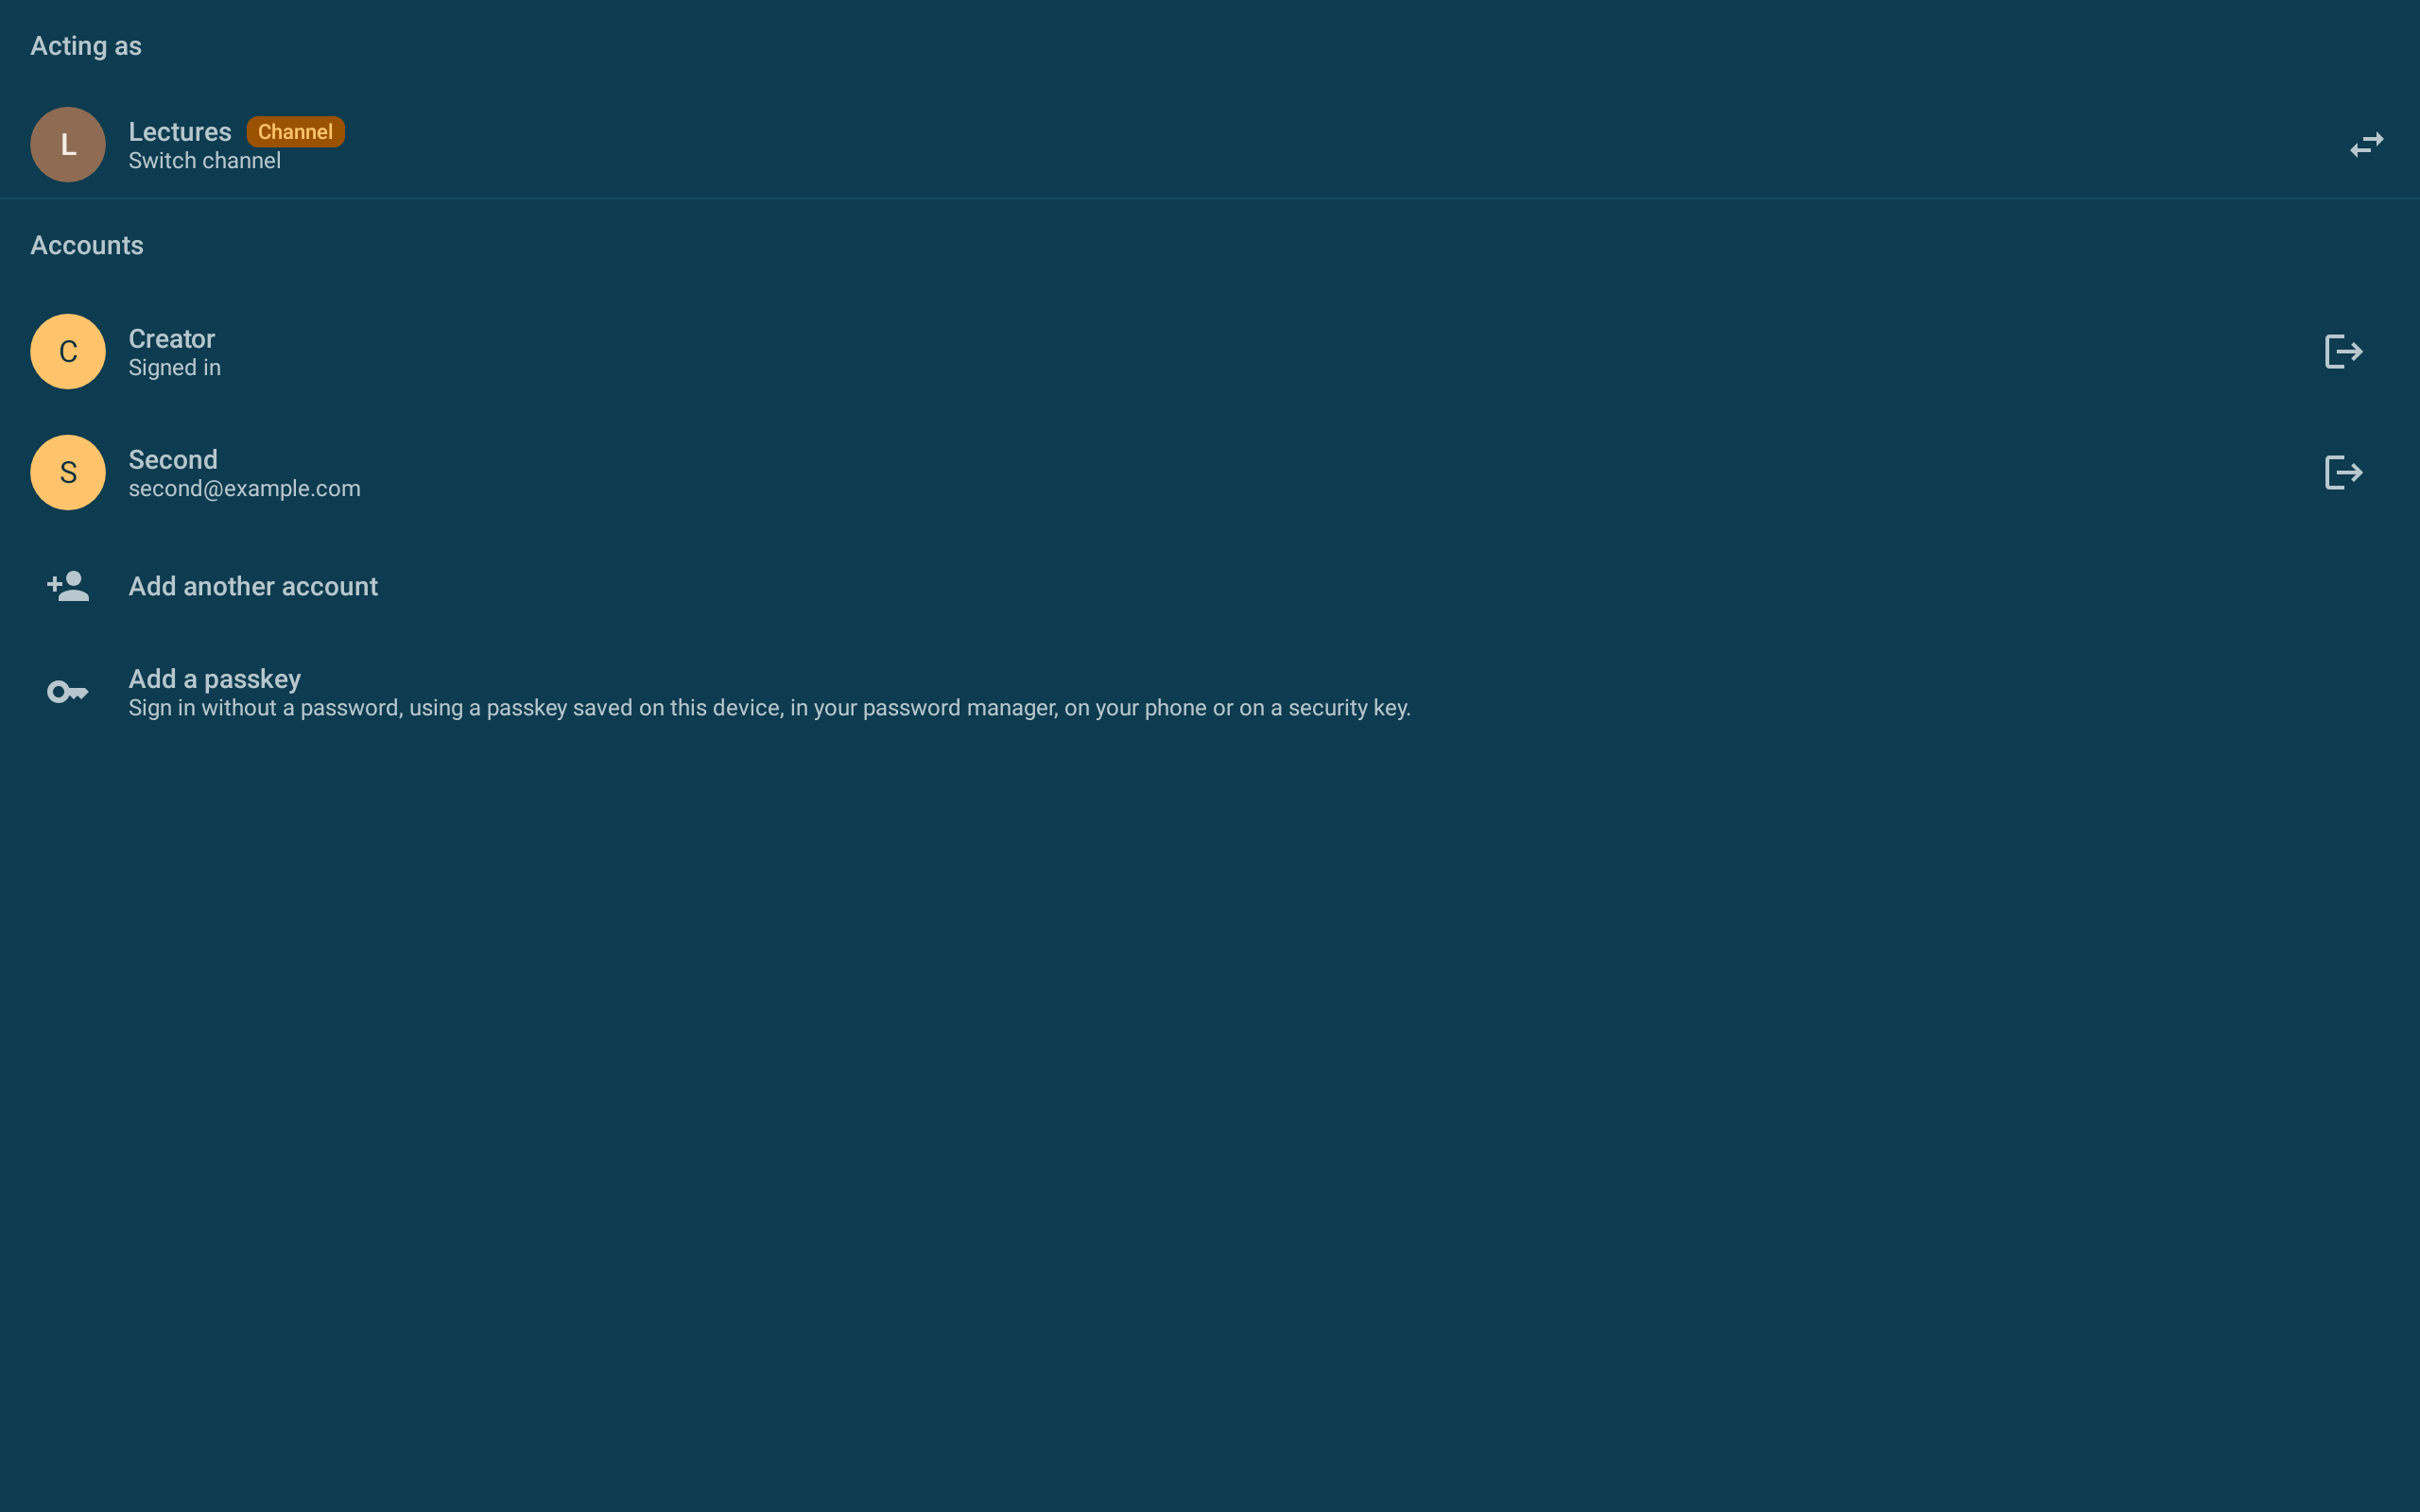 Acting as
L
Lectures Channel
Switch channel
Accounts
C
Creator
Signed in
S
Second
second@example.com
Add another account
Add a passkey
Sign in without a password, using a passkey saved on this device, in your password manager, on your phone or on a security key.